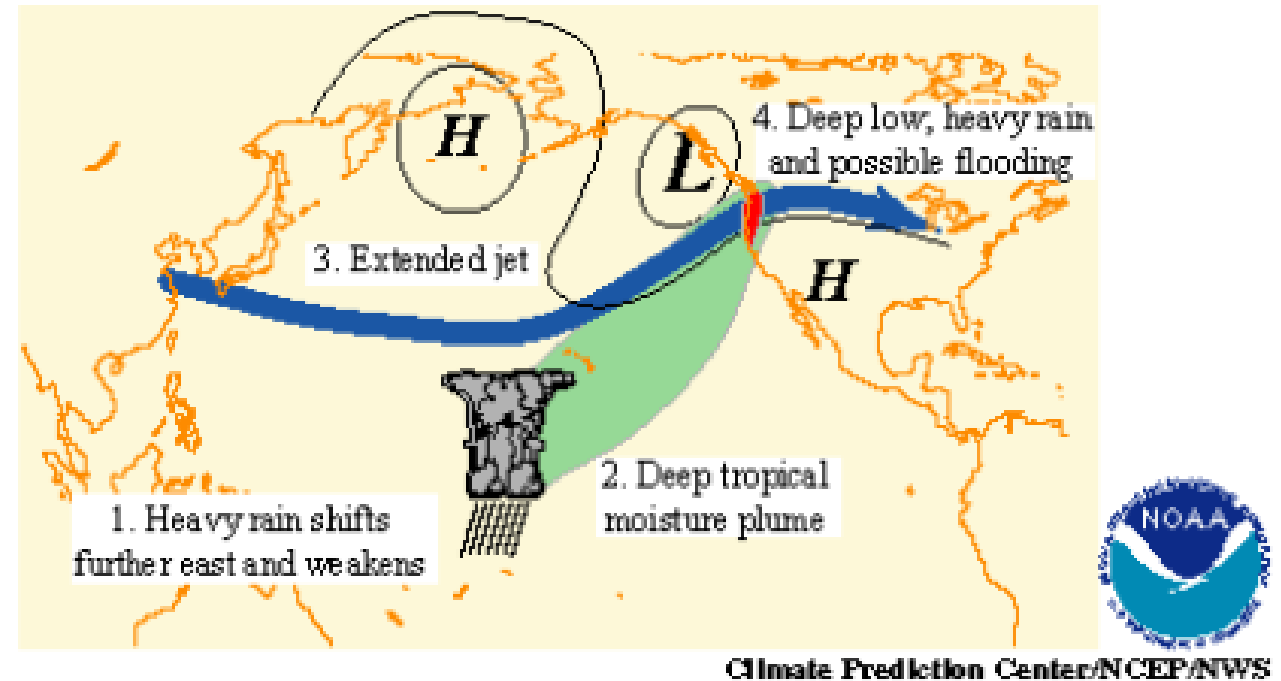 H
L
4. Deep low, heavy rain
and possible flooding
3. Extended jet
H
2. Deep tropical
moisture plume
1. Heavy rain shifts
further east and weakens
NOAA
Climate Prediction Center/NCEP/NWS